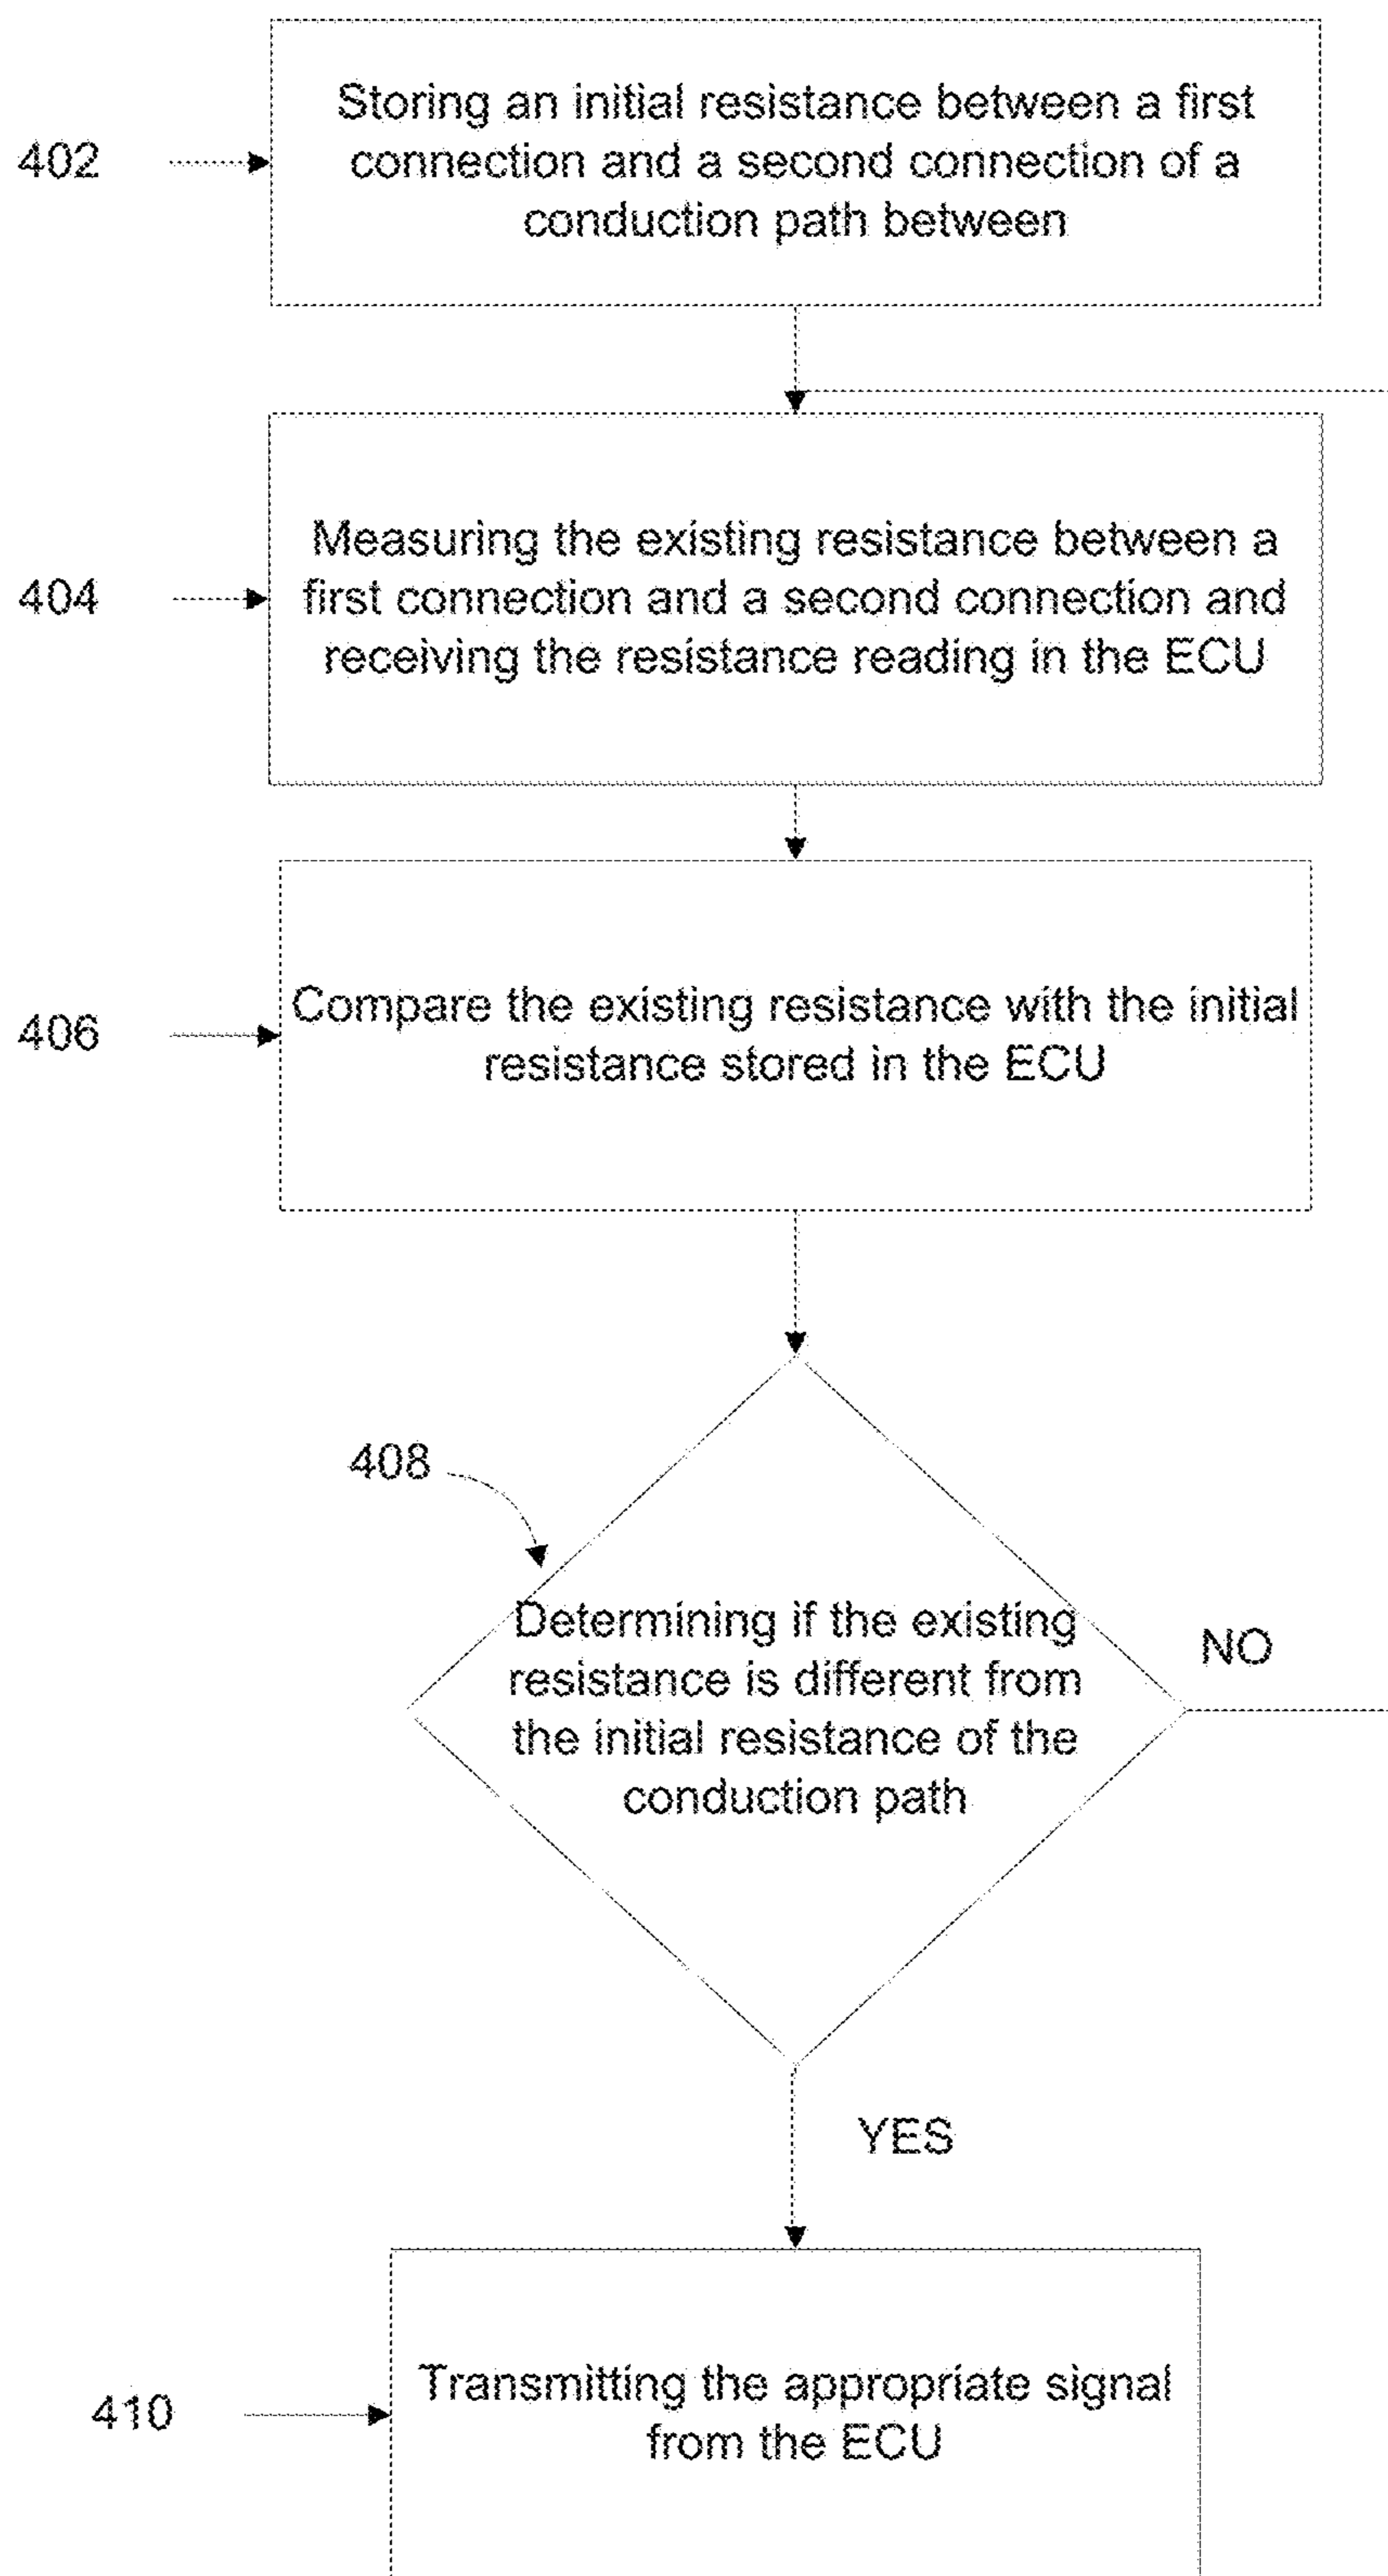 402
Storing an initial resistance between a first
connection and a second connection of a
conduction path between
404
Measuring the existing resistance between a
first connection and a second connection and
receiving the resistance reading in the ECU
406
Compare the existing resistance with the initial
resistance stored in the ECU
408
Determining if the existing
resistance is different from
the initial resistance of the
conduction path
NO
YES
410
Transmitting the appropriate signal
from the ECU